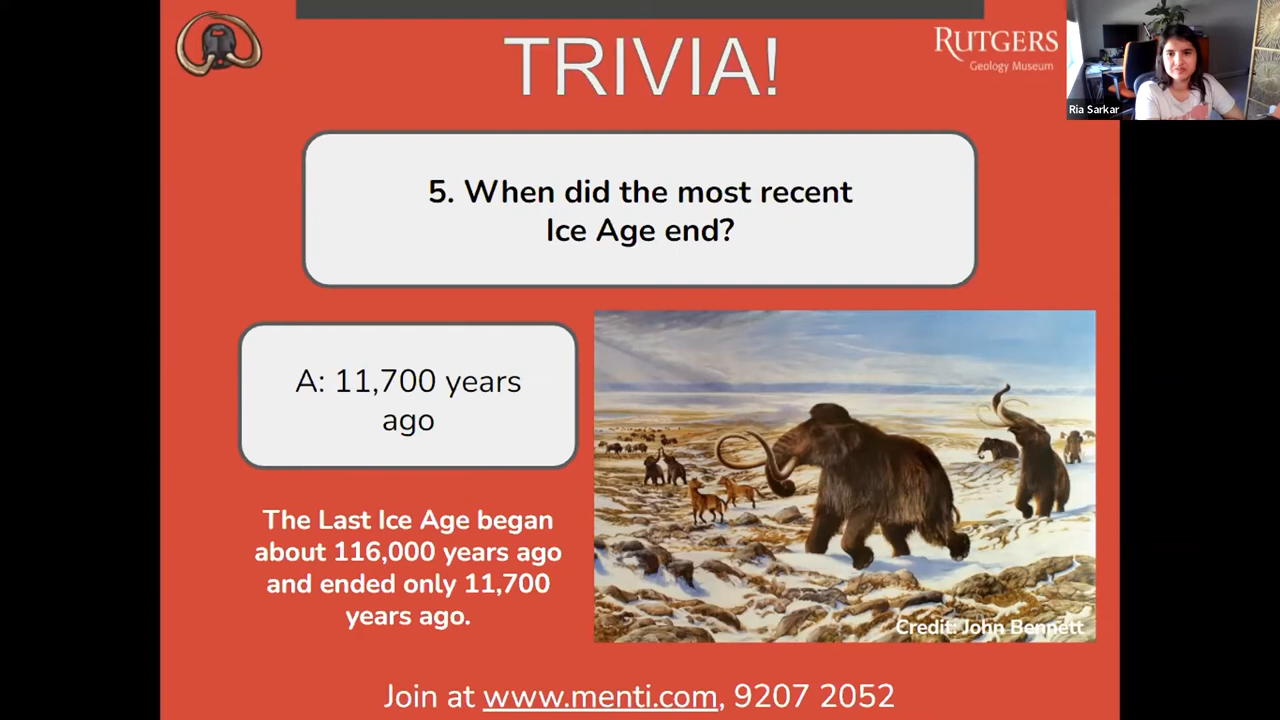 TRIVIA!
RUTGERS
Geology Museum
Ria Sarkar
5. When did the most recent
Ice Age end?
A: 11,700 years
ago
The Last Ice Age began
about 116,000 years ago
and ended only 11,700
years ago.
Credit: John Bennett
Join at www.menti.com, 9207 2052